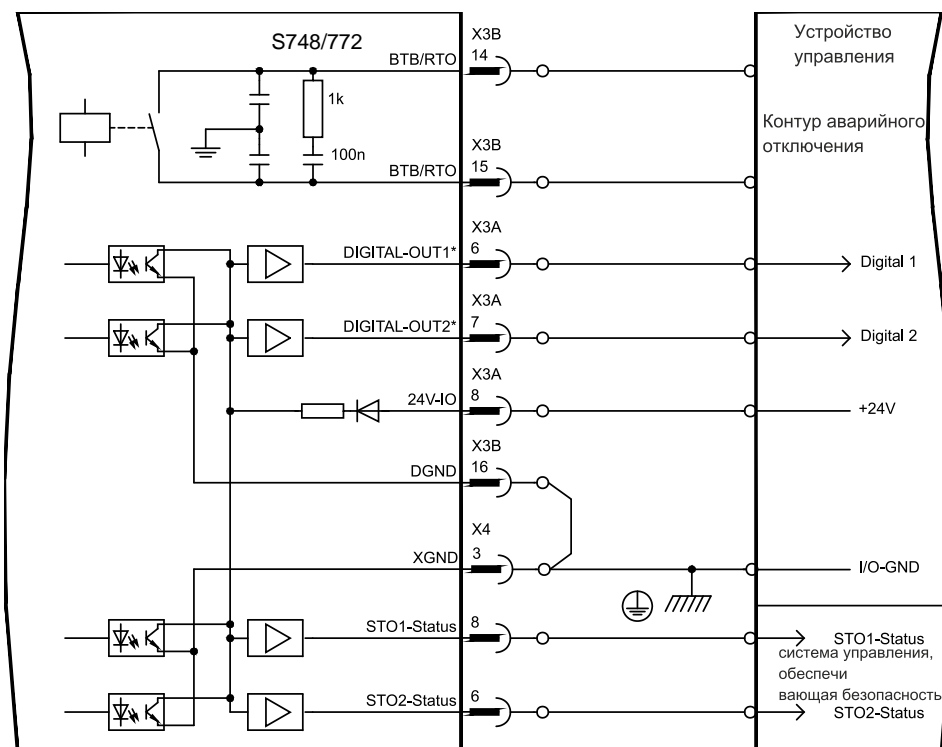 S748/772
X3B
14
BTB/RTO
1k
100n
X3B
15
BTB/RTO
Устройство
управления
Контур аварийного
отключения
X3A
6
DIGITAL-OUT1*
Digital 1
X3A
7
DIGITAL-OUT2*
Digital 2
X3A
8
24V-IO
+24V
X3B
16
DGND
X4
3
XGND
I/O-GND
8
STO1-Status
STO1-Status
система управления,
обеспечи
вающая безопасность
6
STO2-Status
STO2-Status